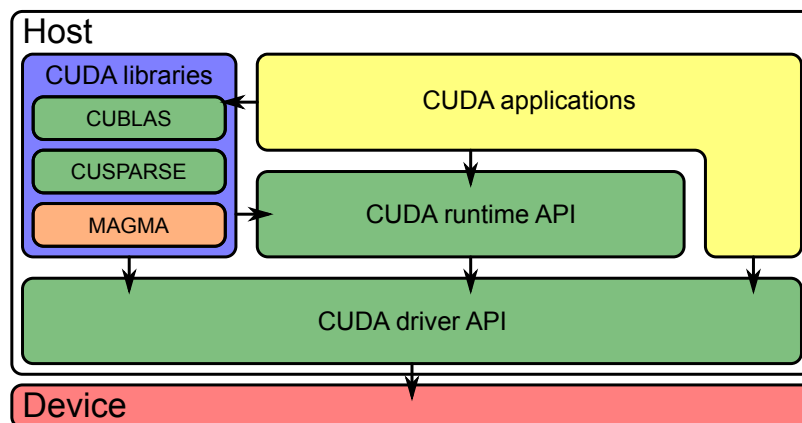 Host
CUDA libraries
CUBLAS
CUSPARSE
MAGMA
CUDA applications
CUDA runtime API
CUDA driver API
Device